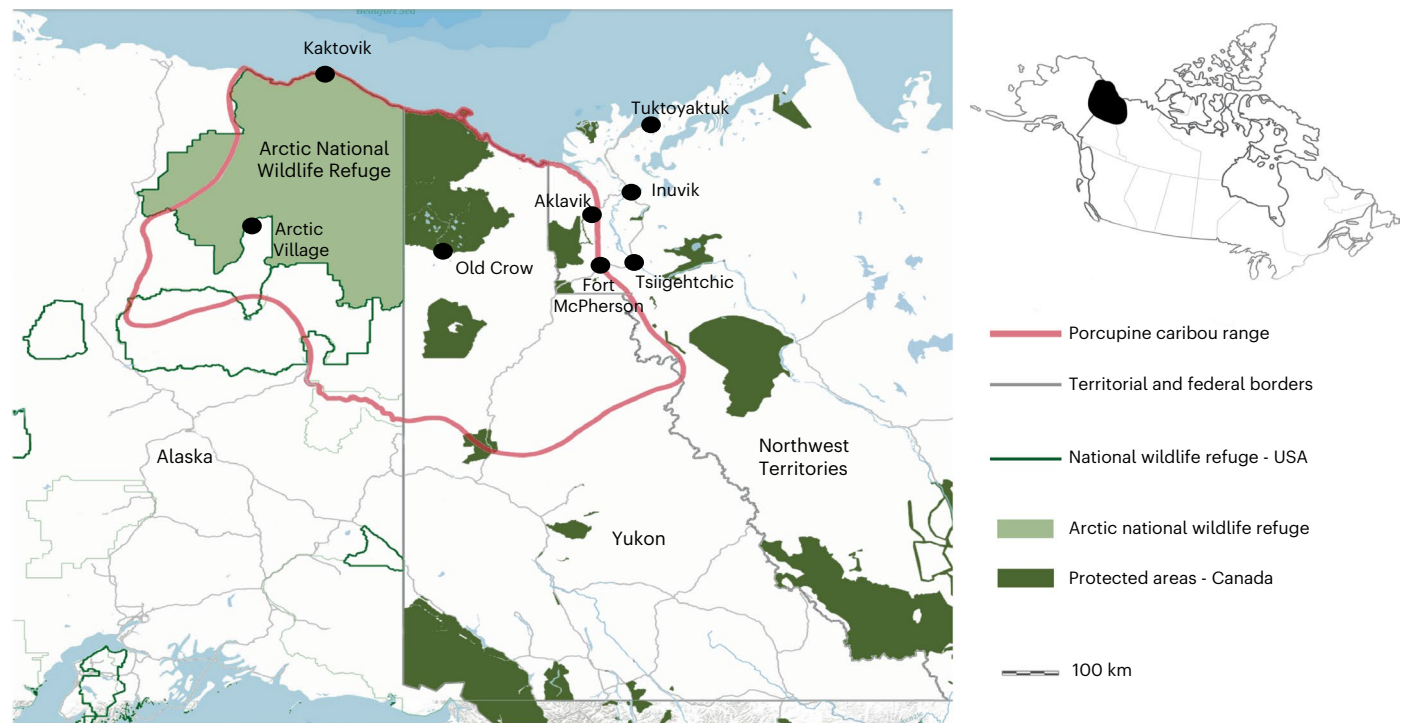 Beaufort Sea
Kaktovik
Tuktoyaktuk
Arctic National
Wildlife Refuge
Inuvik
Aklavik
Arctic
Village
Old Crow
Fort
McPherson
Tsiigehtchic
Alaska
Northwest
Territories
Yukon
Porcupine caribou range
Territorial and federal borders
National wildlife refuge - USA
Arctic national wildlife refuge
Protected areas - Canada
100 km